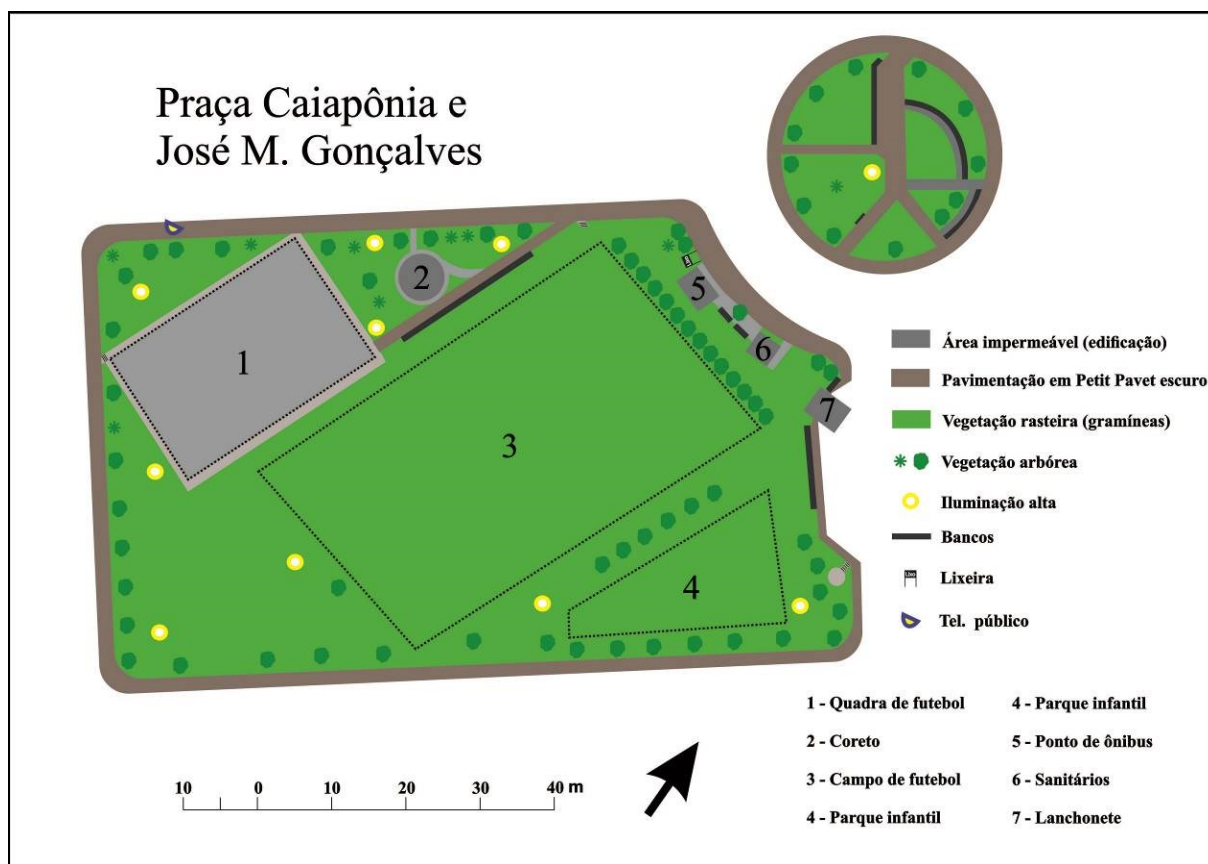 Praça Caiapônia e
José M. Gonçalves
1
2
3
4
5
6
7
Área impermeável (edificação)
Pavimentação em Petit Pavet escuro
Vegetação rasteira (gramíneas)
Vegetação arbórea
Iluminação alta
Bancos
Lixeira
Tel. público
1 - Quadra de futebol
2 - Coreto
3 - Campo de futebol
4 - Parque infantil
4 - Parque infantil
5 - Ponto de ônibus
6 - Sanitários
7 - Lanchonete
10 0 10 20 30 40 m